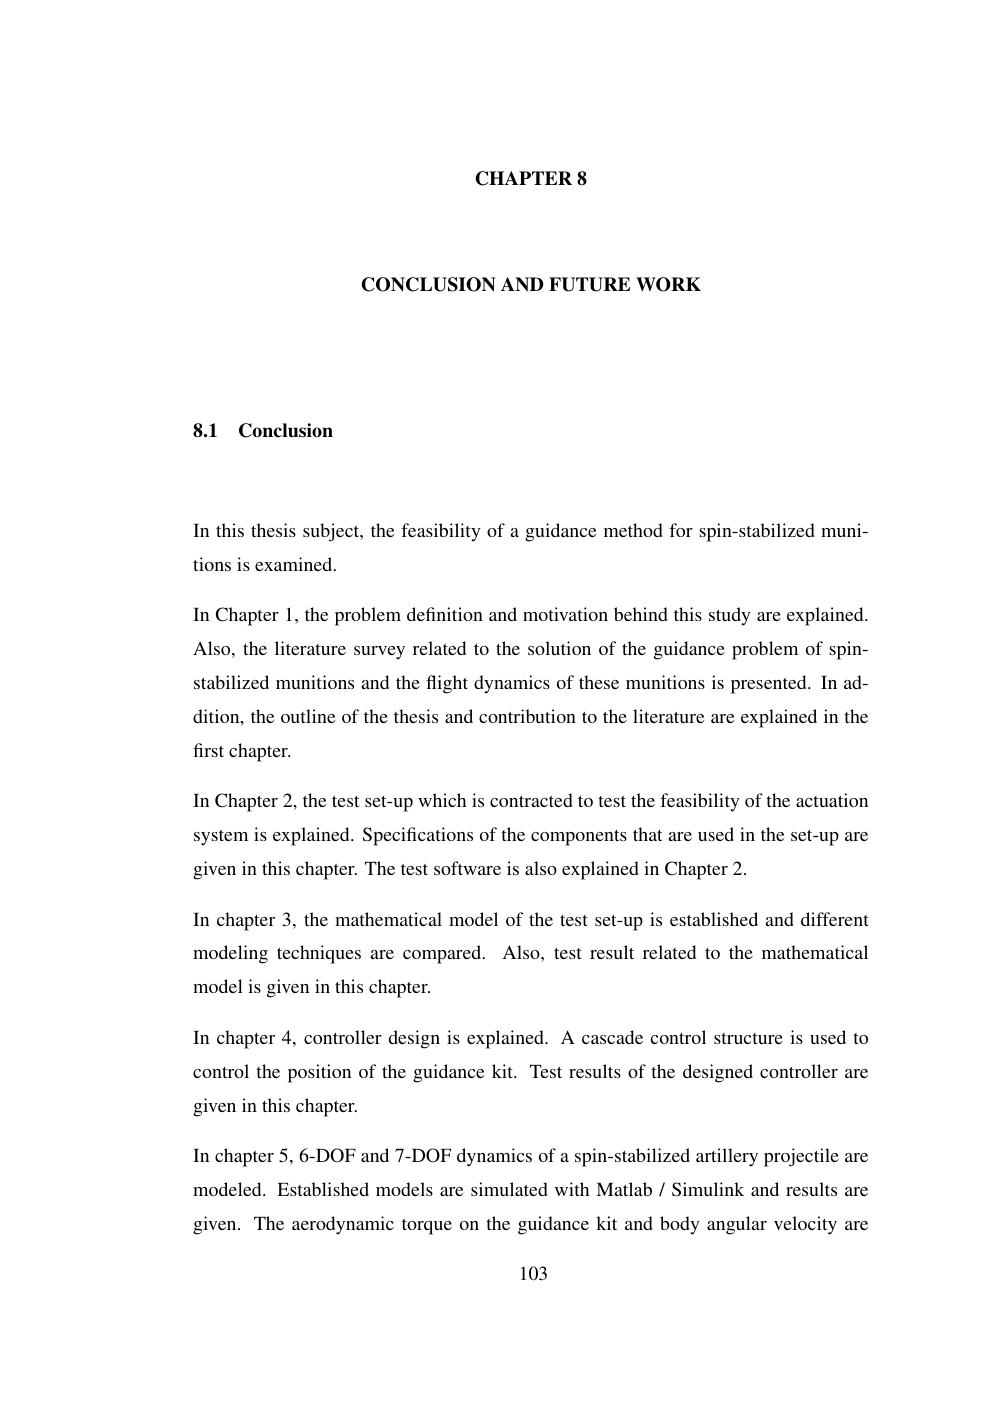 CHAPTER 8
CONCLUSION AND FUTURE WORK
8.1 Conclusion
In this thesis subject, the feasibility of a guidance method for spin-stabilized muni-
tions is examined.
In Chapter 1, the problem definition and motivation behind this study are explained.
Also, the literature survey related to the solution of the guidance problem of spin-
stabilized munitions and the flight dynamics of these munitions is presented. In ad-
dition, the outline of the thesis and contribution to the literature are explained in the
first chapter.
In Chapter 2, the test set-up which is contracted to test the feasibility of the actuation
system is explained. Specifications of the components that are used in the set-up are
given in this chapter. The test software is also explained in Chapter 2.
In chapter 3, the mathematical model of the test set-up is established and different
modeling techniques are compared. Also, test result related to the mathematical
model is given in this chapter.
In chapter 4, controller design is explained. A cascade control structure is used to
control the position of the guidance kit. Test results of the designed controller are
given in this chapter.
In chapter 5, 6-DOF and 7-DOF dynamics of a spin-stabilized artillery projectile are
modeled. Established models are simulated with Matlab / Simulink and results are
given. The aerodynamic torque on the guidance kit and body angular velocity are
103